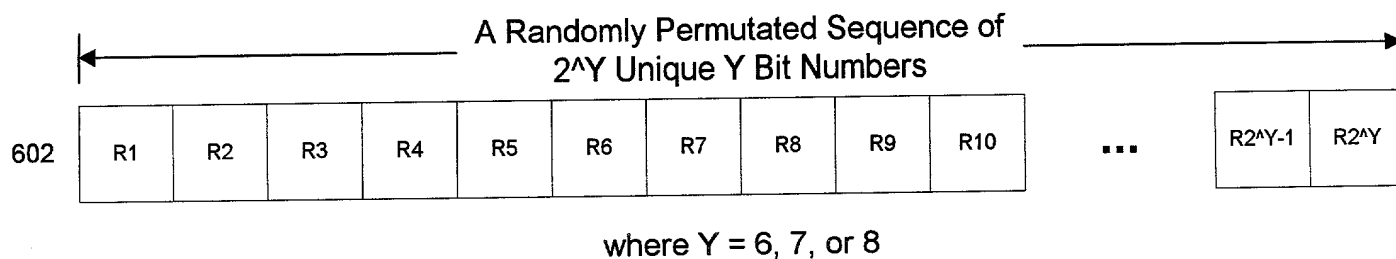 A Randomly Permutated Sequence of
2^Y Unique Y Bit Numbers
602 R1 R2 R3 R4 R5 R6 R7 R8 R9 R10 ... R2^Y-1 R2^Y
where Y = 6, 7, or 8